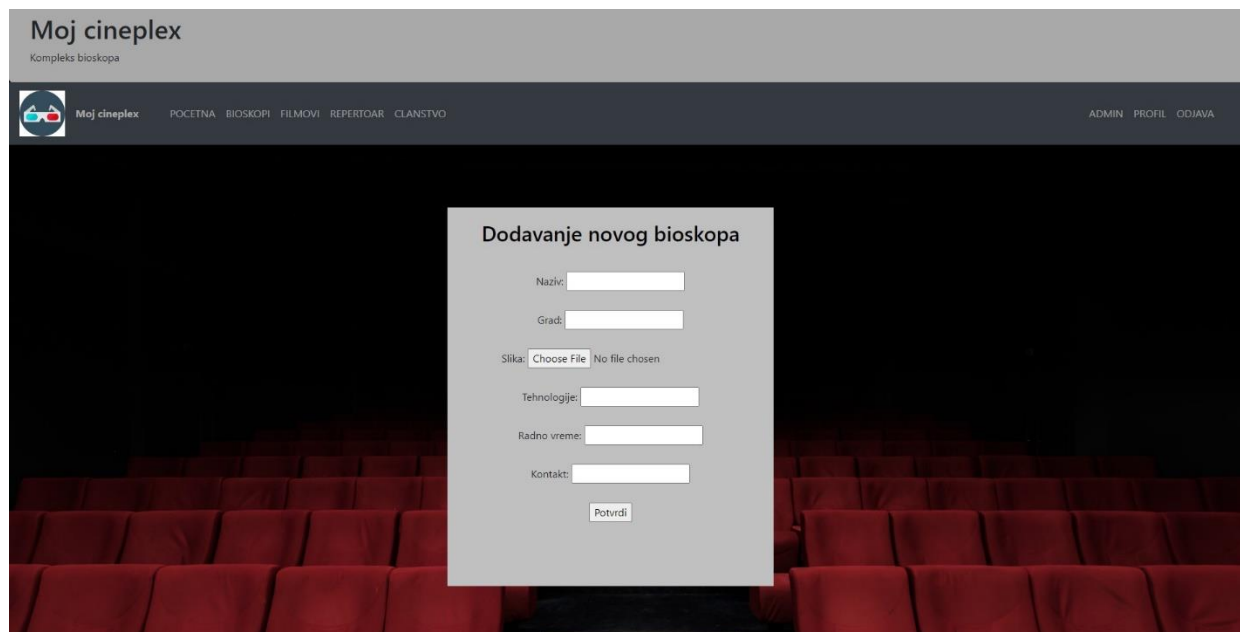 Moj cineplex
Kompleks bioskopa
Moj cineplex POCETNA BIOSKOPI FILMOVI REPERTOAR CLANSTVO ADMIN PROFIL ODJAVA
Dodavanje novog bioskopa
Naziv:
Grad:
Slika: Choose File No file chosen
Tehnologije:
Radno vreme:
Kontakt:
Potvrdi